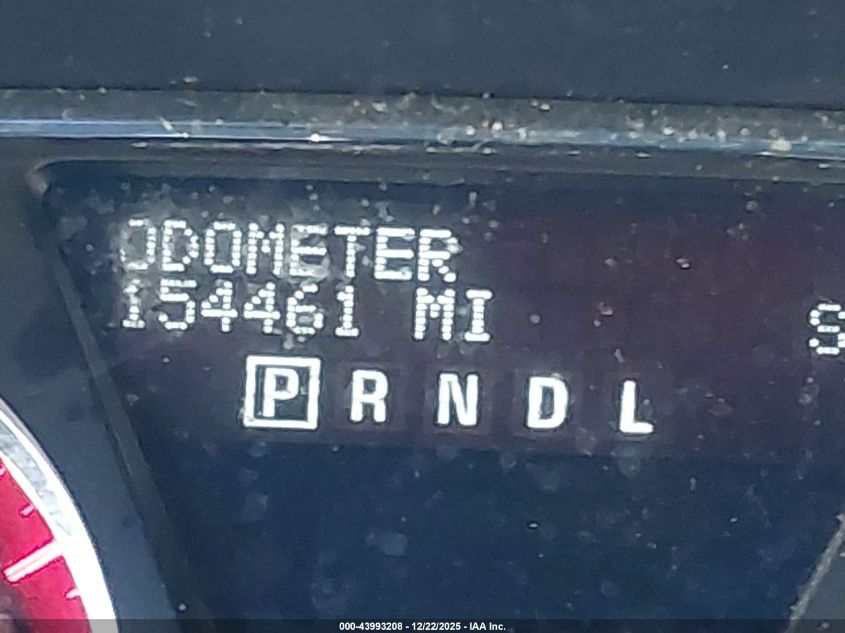 ODOMETER
154461 MI
S
P R N D L
000-43993208 - 12/22/2025 - IAA Inc.